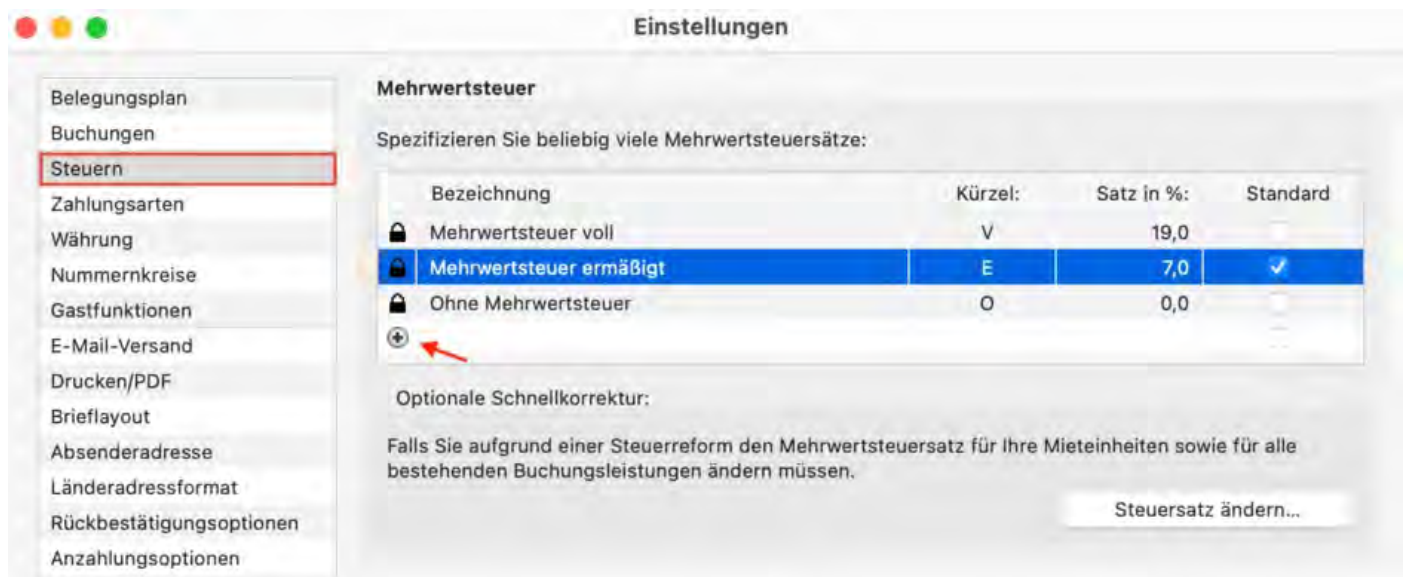 Einstellungen
Belegungsplan
Buchungen
Steuern
Zahlungsarten
Währung
Nummernkreise
Gastfunktionen
E-Mail-Versand
Drucken/PDF
Brieflayout
Absenderadresse
Länderadressformat
Rückbestätigungsoptionen
Anzahlungsoptionen
Mehrwertsteuer
Spezifizieren Sie beliebig viele Mehrwertsteuersätze:
Bezeichnung Kürzel: Satz in %: Standard
Mehrwertsteuer voll V 19,0
Mehrwertsteuer ermäßigt E 7,0
Ohne Mehrwertsteuer O 0,0
Optionale Schnellkorrektur:
Falls Sie aufgrund einer Steuerreform den Mehrwertsteuersatz für Ihre Mieteinheiten sowie für alle
bestehenden Buchungsleistungen ändern müssen.
Steuersatz ändern...